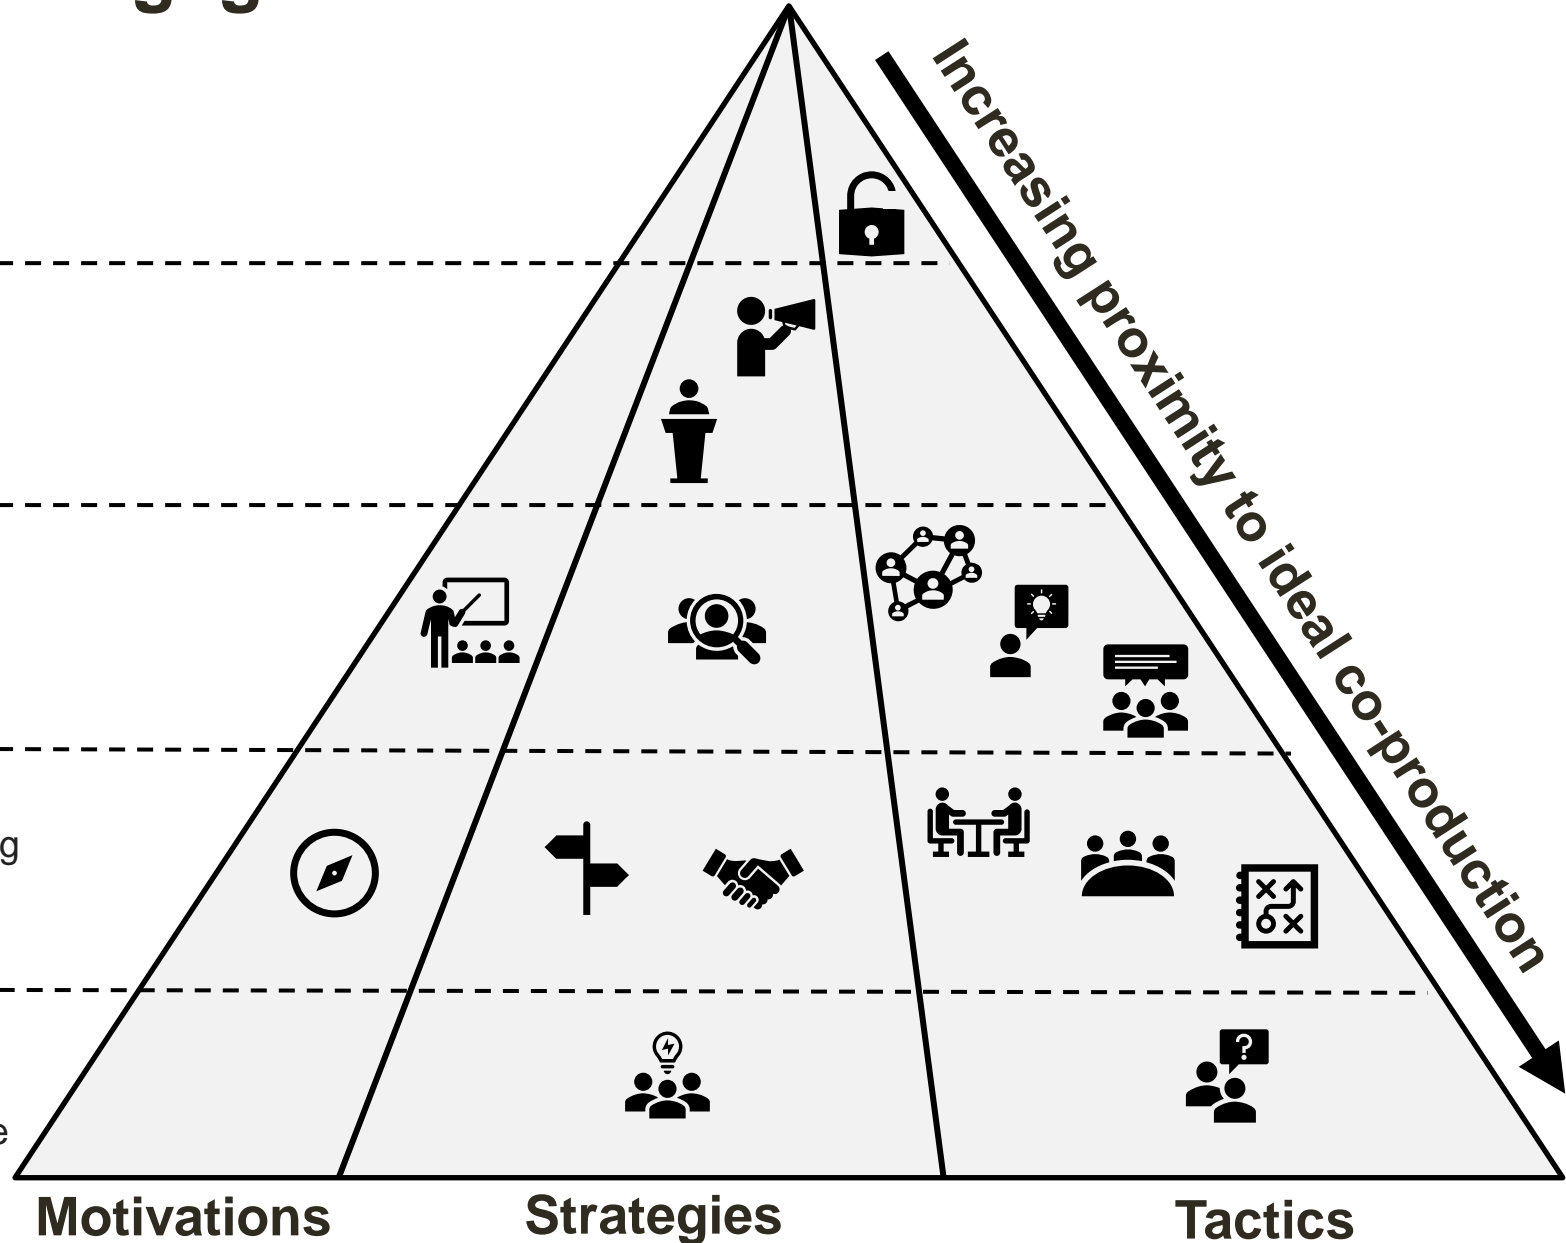 Increasing proximity to ideal co-production
?
Motivations
Strategies
Tactics